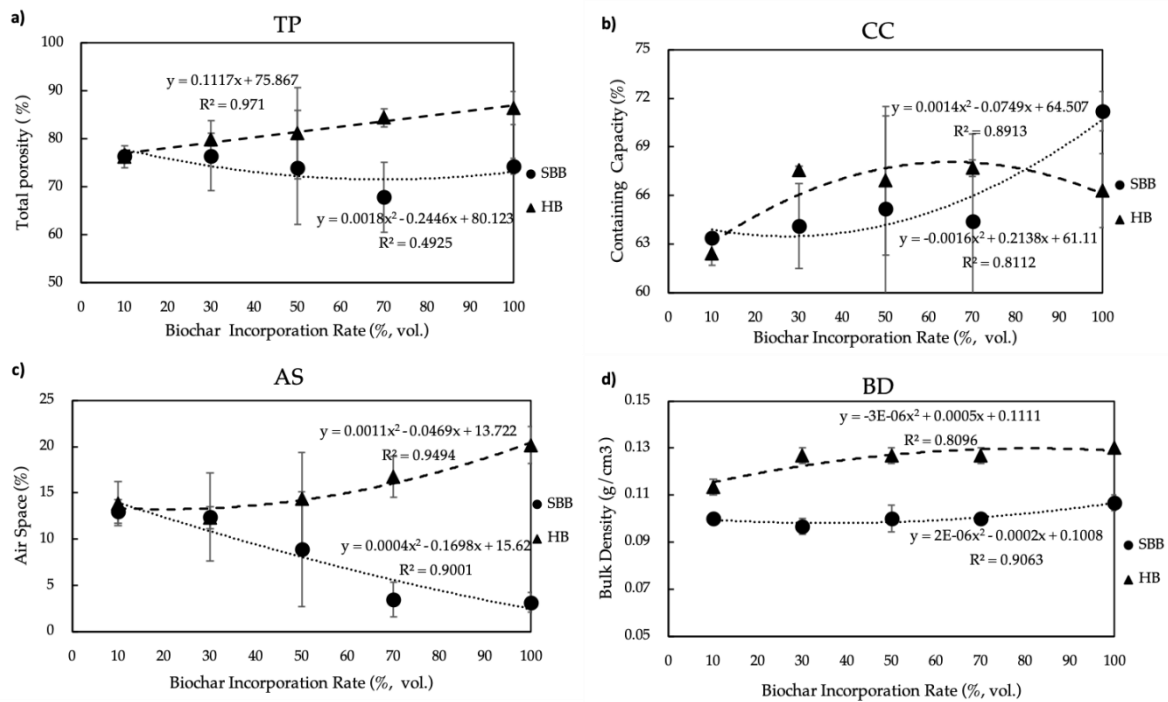 a)
TP
Total porosity ( %)
100
90
80
70
60
50
y = 0.1117x + 75.867
R² = 0.971
y = 0.0018x² - 0.2446x + 80.123
R² = 0.4925
SBB
HB
0 10 20 30 40 50 60 70 80 90 100
Biochar Incorporation Rate (%, vol.)
b)
CC
Containing Capacity(%)
75
72
69
66
63
60
y = 0.0014x² - 0.0749x + 64.507
R² = 0.8913
y = -0.0016x² + 0.2138x + 61.11
R² = 0.8112
SBB
HB
0 10 20 30 40 50 60 70 80 90 100
Biochar Incorporation Rate (%, vol.)
c)
AS
Air Space (%)
25
20
15
10
5
0
y = 0.0011x² - 0.0469x + 13.722
R² = 0.9494
y = 0.0004x² - 0.1698x + 15.62
R² = 0.9001
SBB
HB
0 10 20 30 40 50 60 70 80 90 100
Biochar Incorporation Rate (%, vol.)
d)
BD
Bulk Density (g / cm3)
0.15
0.13
0.11
0.09
0.07
0.05
y = -3E-06x² + 0.0005x + 0.1111
R² = 0.8096
y = 2E-06x² - 0.0002x + 0.1008
R² = 0.9063
SBB
HB
0 10 20 30 40 50 60 70 80 90 100
Biochar Incorporation Rate (%, vol.)